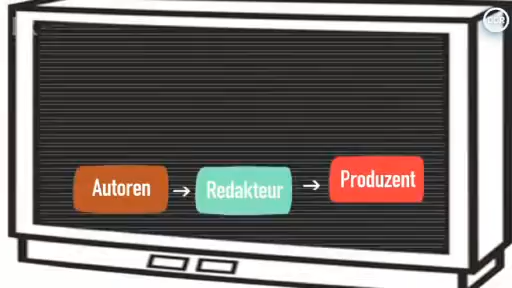 Autoren → Redakteur → Produzent